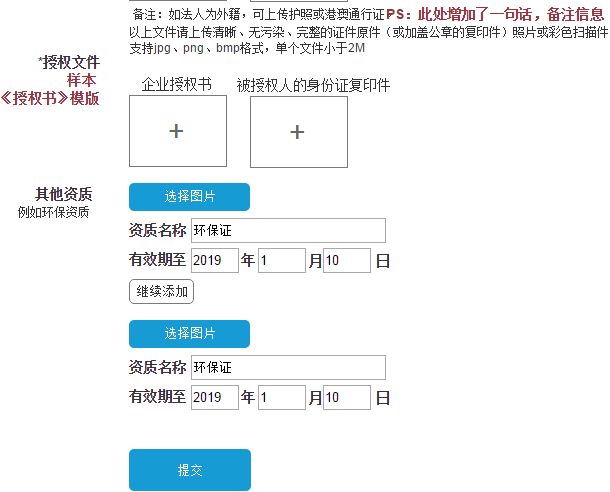 备注：如法人为外籍，可上传护照或港澳通行证 PS：此处增加了一句话，备注信息
以上文件请上传清晰、无污染、完整的证件原件（或加盖公章的复印件）照片或彩色扫描件
支持jpg、png、bmp格式，单个文件小于2M
*授权文件
样本
《授权书》模版
企业授权书 被授权人的身份证复印件
+ +
其他资质
例如环保资质
选择图片
资质名称 环保证
有效期至 2019 年 1 月 10 日
继续添加
选择图片
资质名称 环保证
有效期至 2019 年 1 月 10 日
提交